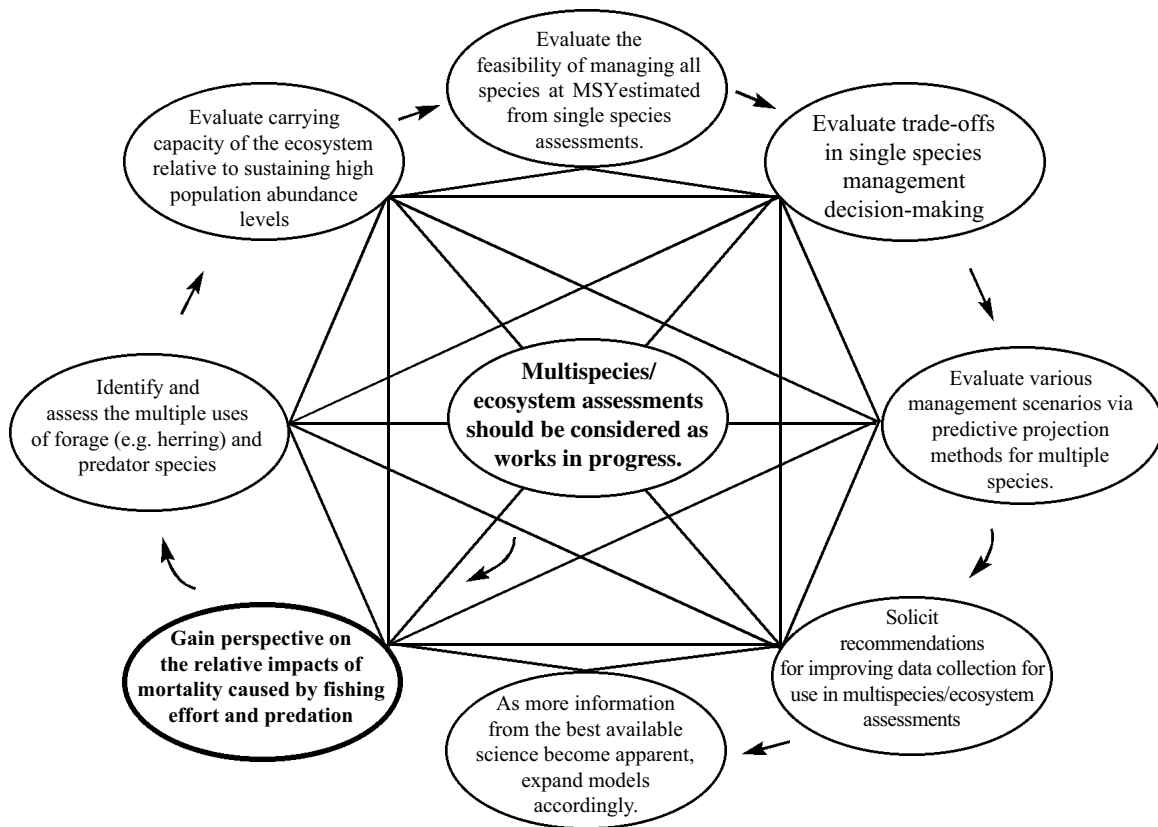 Evaluate the
feasibility of managing all
species at MSYestimated
from single species
assessments.
Evaluate carrying
capacity of the ecosystem
relative to sustaining high
population abundance
levels
Evaluate trade-offs
in single species
management
decision-making
Identify and
assess the multiple uses
of forage (e.g. herring) and
predator species
Multispecies/
ecosystem assessments
should be considered as
works in progress.
Evaluate various
management scenarios via
predictive projection
methods for multiple
species.
Gain perspective on
the relative impacts of
mortality caused by fishing
effort and predation
As more information
from the best available
science become apparent,
expand models
accordingly.
Solicit
recommendations
for improving data collection for
use in multispecies/ecosystem
assessments